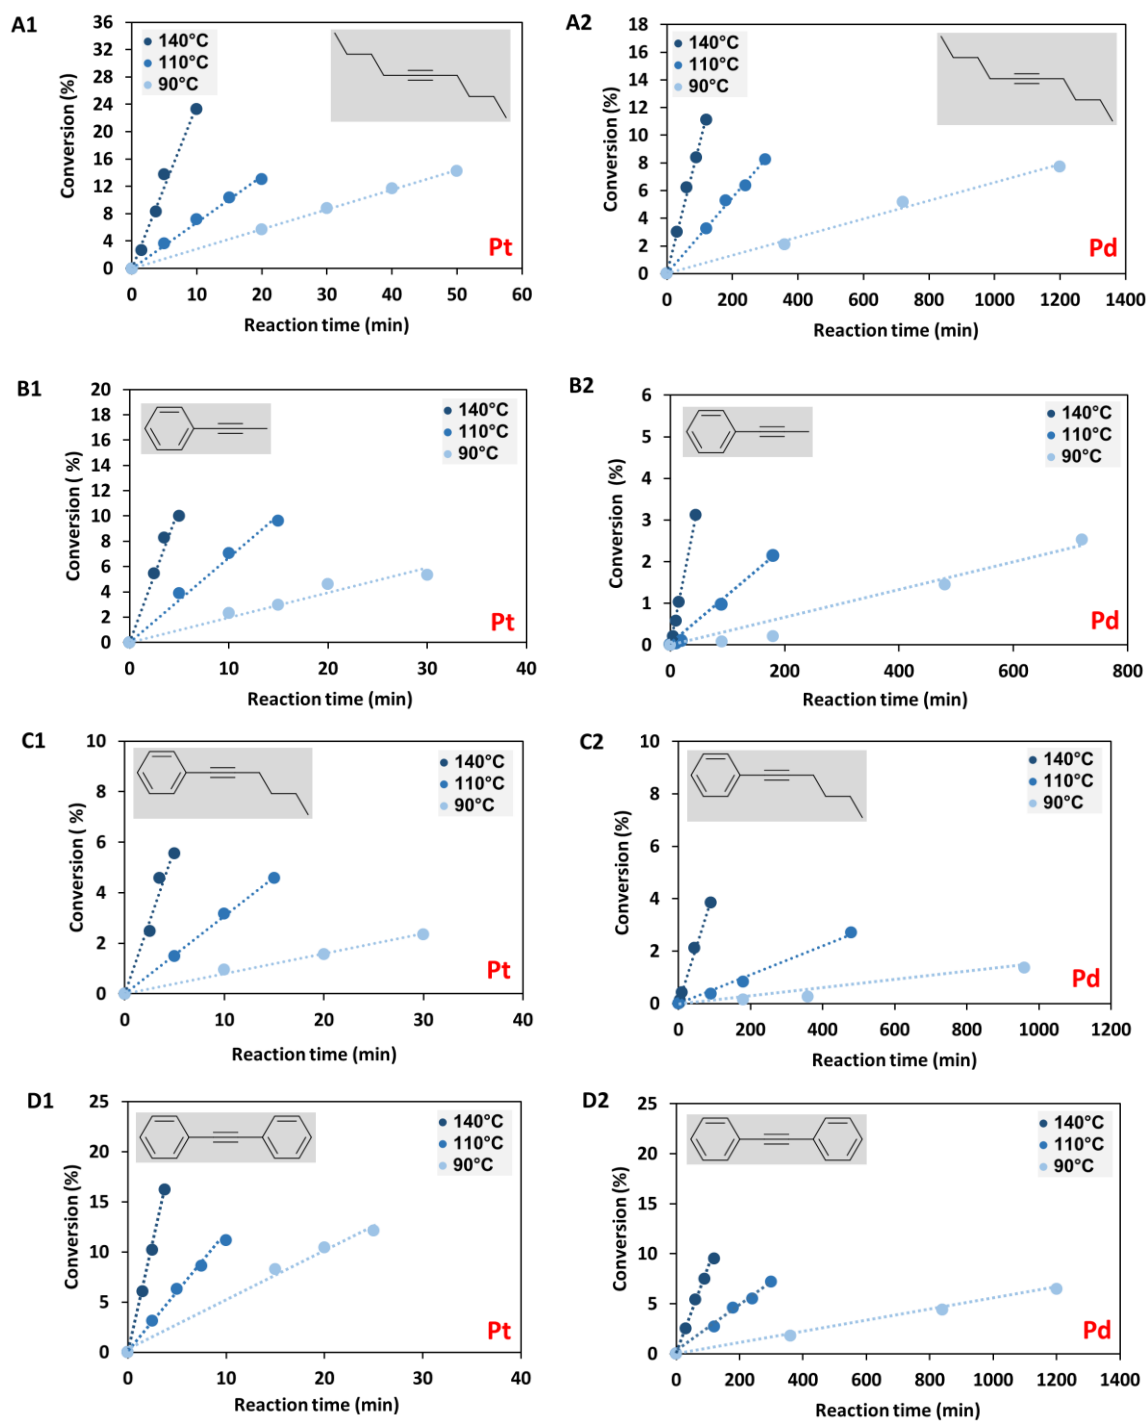 A1
Conversion (%)
36
32
28
24
20
16
12
8
4
0
140°C
110°C
90°C
Pt
0 10 20 30 40 50 60
Reaction time (min)
A2
Conversion (%)
18
16
14
12
10
8
6
4
2
0
140°C
110°C
90°C
Pd
0 200 400 600 800 1000 1200 1400
Reaction time (min)
B1
Conversion ( %)
20
18
16
14
12
10
8
6
4
2
0
140°C
110°C
90°C
Pt
0 10 20 30 40
Reaction time (min)
B2
Conversion (%)
6
5
4
3
2
1
0
140°C
110°C
90°C
Pd
0 200 400 600 800
Reaction time (min)
C1
Conversion ( %)
10
8
6
4
2
0
140°C
110°C
90°C
Pt
0 10 20 30 40
Reaction time (min)
C2
Conversion (%)
10
8
6
4
2
0
140°C
110°C
90°C
Pd
0 200 400 600 800 1000 1200
Reaction time (min)
D1
Conversion (%)
25
20
15
10
5
0
140°C
110°C
90°C
Pt
0 10 20 30 40
Reaction time (min)
D2
Conversion (%)
25
20
15
10
5
0
140°C
110°C
90°C
Pd
0 200 400 600 800 1000 1200 1400
Reaction time (min)